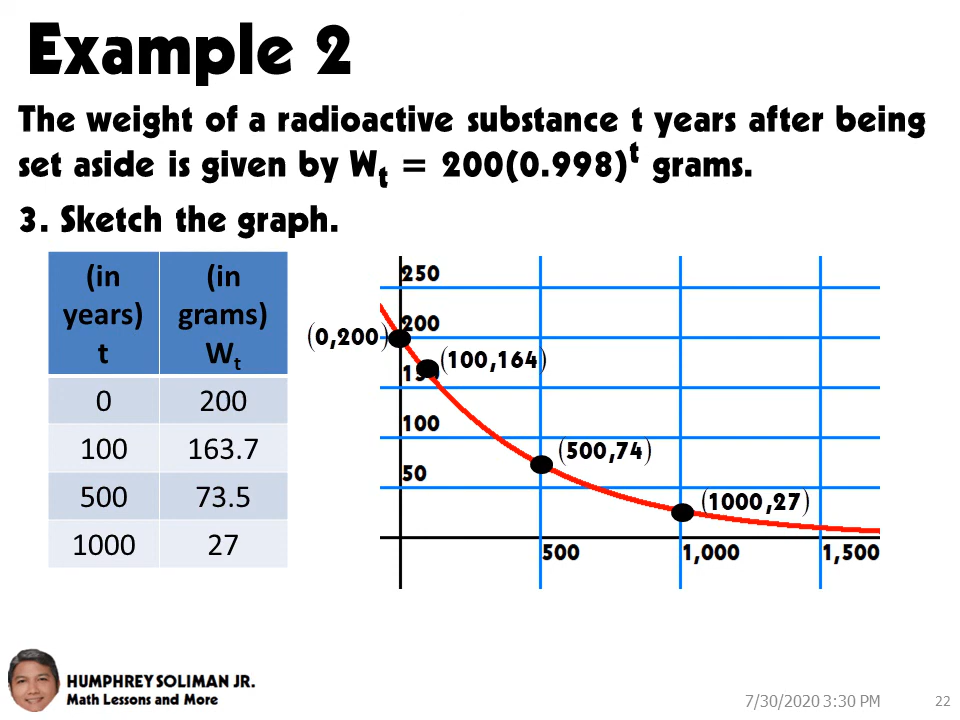 Example 2
The weight of a radioactive substance t years after being
set aside is given by Wt = 200(0.998)^t grams.
3. Sketch the graph.
(in years) t
(in grams) Wt
0 200
100 163.7
500 73.5
1000 27
250
200
(0,200)
(100,164)
150
100
(500,74)
50
(1000,27)
500 1,000 1,500
HUMPHREY SOLIMAN JR.
Math Lessons and More
7/30/2020 3:30 PM 22